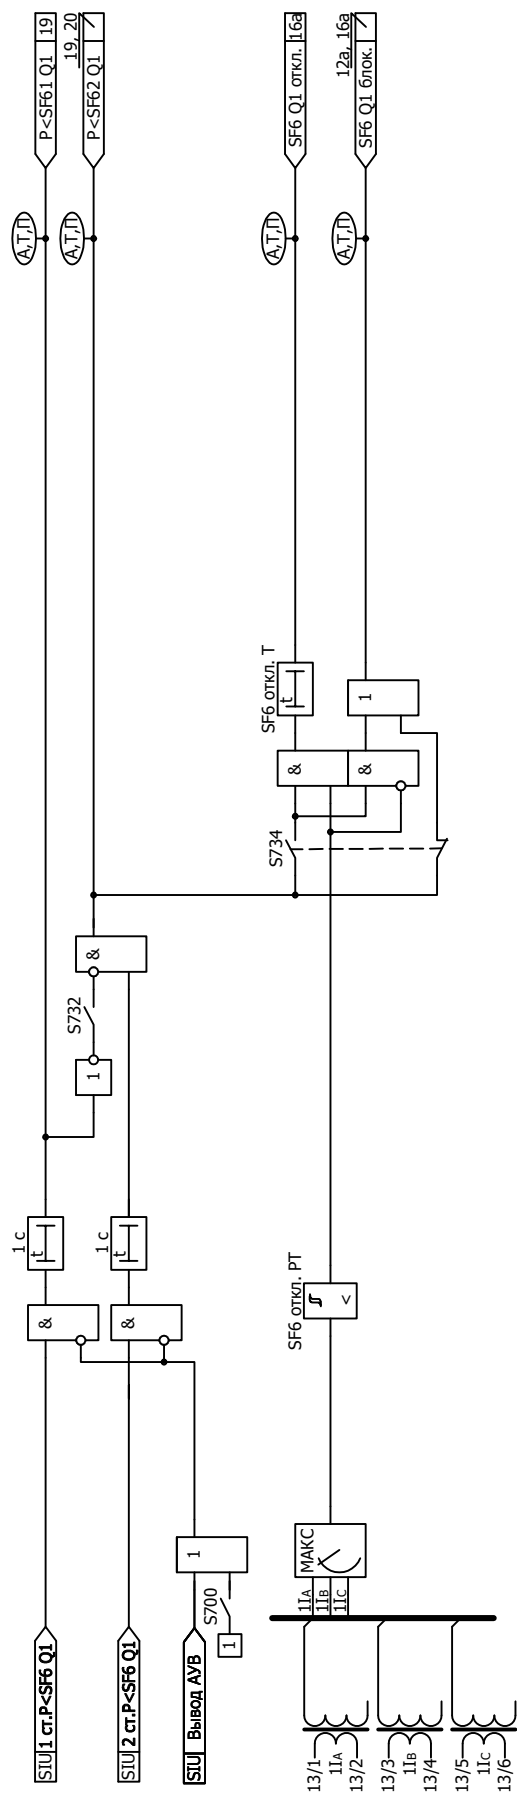 P<SF61 Q1 19
P<SF62 Q1
19, 20
SF6 Q1 откл. 16а
SF6 Q1 блок.
12а, 16а
А,Т,П
А,Т,П
А,Т,П
А,Т,П
SF6 откл. Т
t
1
&
&
S734
&
S732
1
1 с
t
1 с
t
&
&
SF6 откл. РТ
<
1
S700
1
МАКС
1IA
1IB
1IC
SIU 1 ст.P<SF6 Q1
SIU 2 ст.P<SF6 Q1
SIU Вывод АУВ
13/1
1IA
13/2
13/3
1IB
13/4
13/5
1IC
13/6